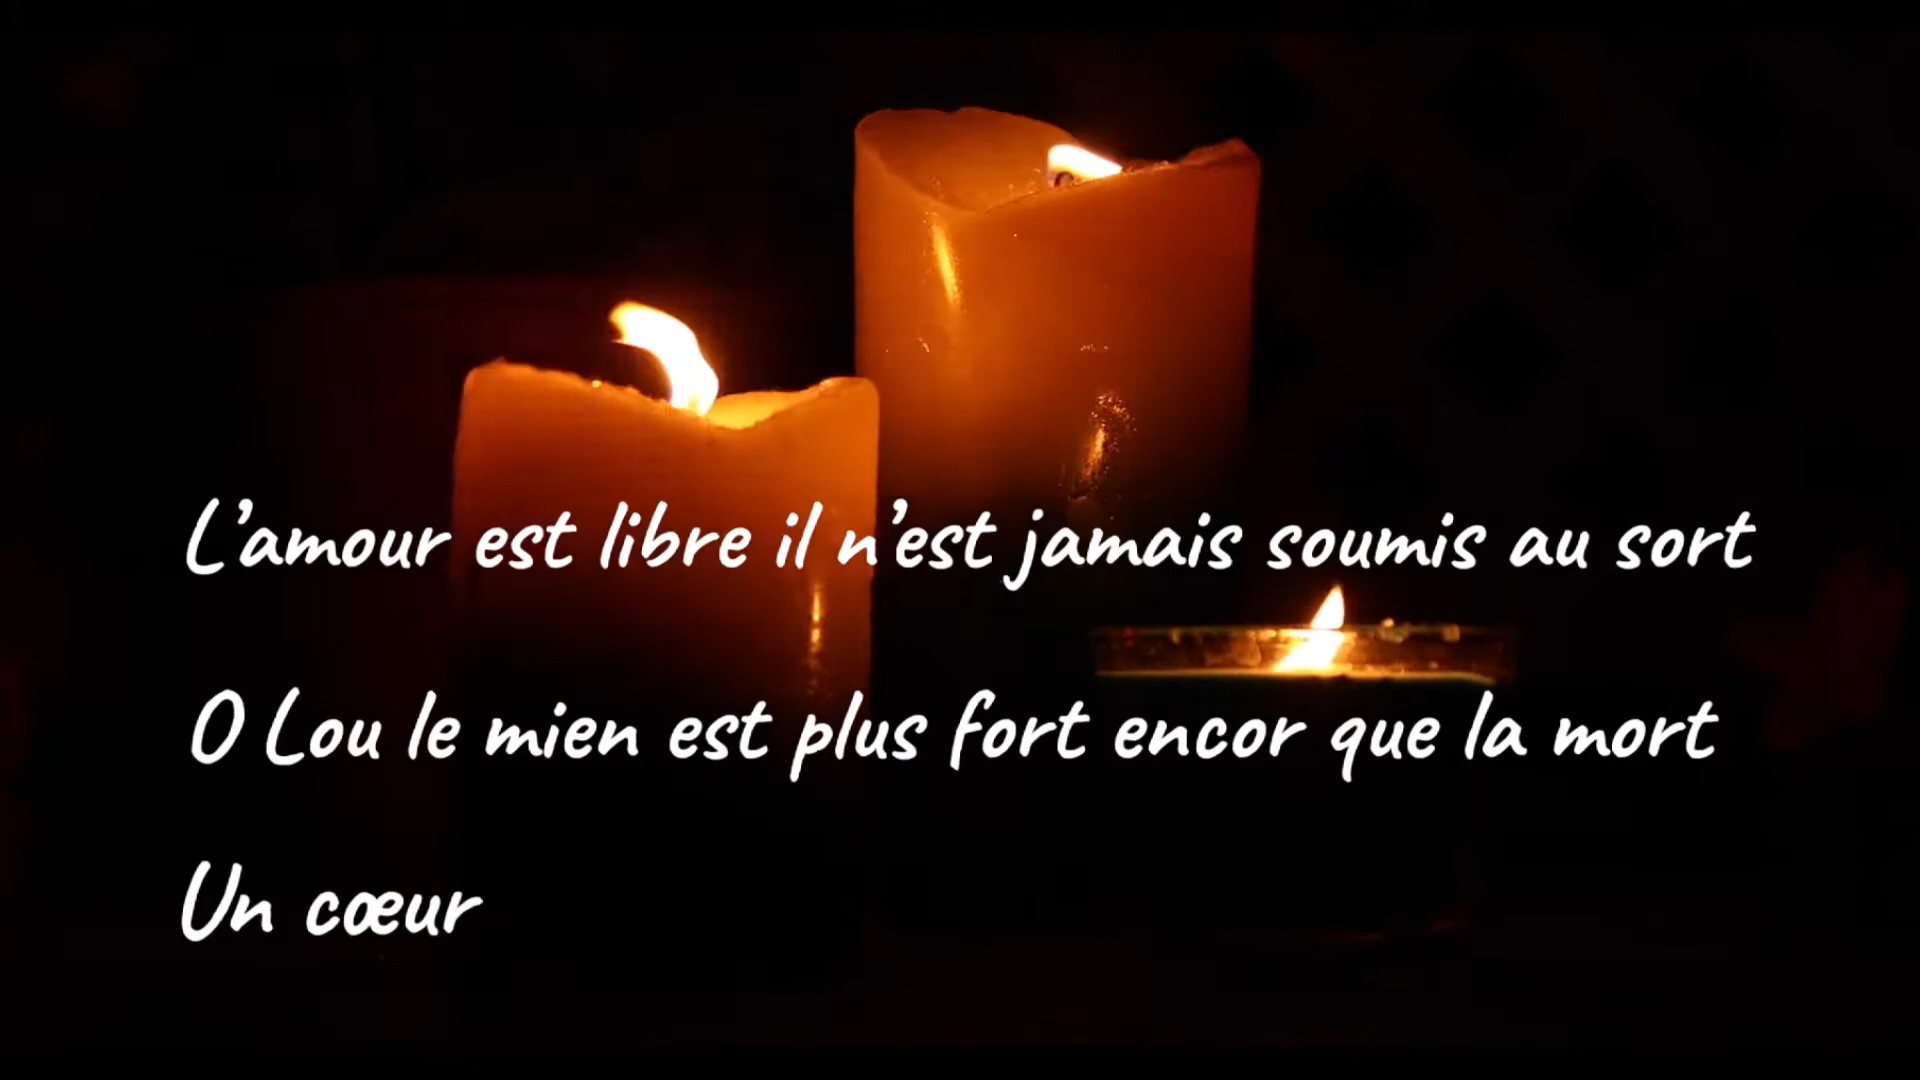 L'amour est libre il n'est jamais soumis au sort
O Lou le mien est plus fort encor que la mort
Un cœur